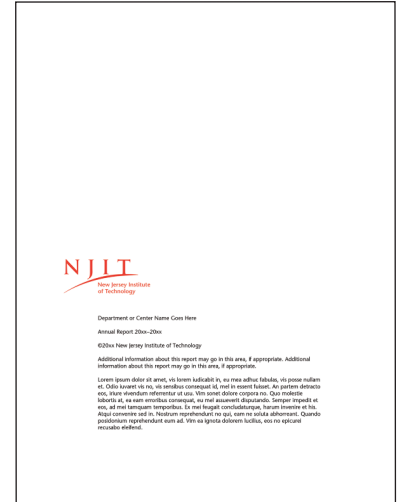 NJIT
New Jersey Institute
of Technology
Department or Center Name Goes Here
Annual Report 20xx–20xx
©20xx New Jersey Institute of Technology
Additional information about this report may go in this area, if appropriate. Additional
information about this report may go in this area, if appropriate.
Lorem ipsum dolor sit amet, vis lorem iudicabit in, eu mea adhuc fabulas, vis posse nullam
et. Odio iuvaret vis no, vis sensibus consequat id, mel in essent fuisset. An partem detracto
eos, iriure vivendum referrentur ut usu. Vim sonet dolore corpora no. Quo molestie
lobortis at, ea eam erroribus consequat, eu mel assueverit disputando. Semper impedit et
eos, ad mei tamquam temporibus. Ex mei feugait concludaturque, harum invenire et his.
Atqui convenire sed in. Nostrum reprehendunt no qui, eam ne soluta abhorreant. Quando
posidonium reprehendunt eum ad. Vim ea ignota dolorem lucilius, eos no epicurei
recusabo eleifend.